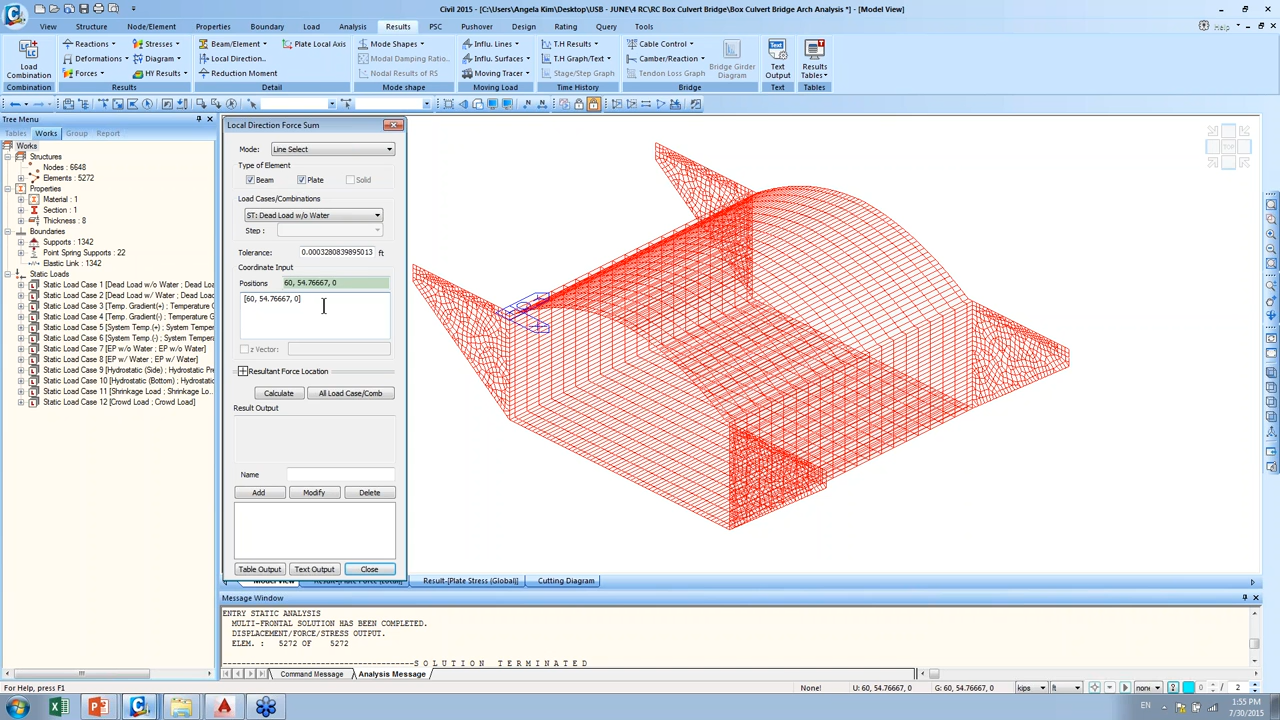 Civil 2015 - [C:\Users\Angela Kim\Desktop\USB - JUNE\4 RC\RC Box Culvert Bridge\Box Culvert Bridge Arch Analysis *] - [Model View]
View Structure Node/Element Properties Boundary Load Analysis Results PSC Pushover Design Rating Query Tools Help
Load Combination
Reactions
Deformation
Forces
Stresses
Diagram
HY Results
Beam/Element
Local Direction..
Reduction Moment
Plate Local Axis
Mode Shapes
Modal Damping Ratio..
Nodal Results of RS
Influ. Lines
Influ. Surfaces
Moving Tracer
T.H Results
T.H Graph/Text
Stage/Step Graph
Cable Control
Camber/Reaction
Tendon Loss Graph
Bridge Girder Diagram
Text Output
Results Tables
Combination Results Detail Mode shape Moving Load Time History Bridge Text Tables
Tree Menu
Tables Works Group Report
Works
Structures
Nodes : 6648
Elements : 5272
Properties
Material : 1
Section : 1
Thickness : 8
Boundaries
Supports : 1342
Point Spring Supports : 22
Elastic Link : 1342
Static Loads
Static Load Case 1 [Dead Load w/o Water ; Dead Lo
Static Load Case 2 [Dead Load w/ Water ; Dead Loa
Static Load Case 3 [Temp. Gradient(+) ; Temperature
Static Load Case 4 [Temp. Gradient(-) ; Temperature G
Static Load Case 5 [System Temp.(+) ; System Tempe
Static Load Case 6 [System Temp.(-) ; System Temper
Static Load Case 7 [EP w/o Water ; EP w/o Water]
Static Load Case 8 [EP w/ Water ; EP w/ Water]
Static Load Case 9 [Hydrostatic (Side) ; Hydrostatic Pre
Static Load Case 10 [Hydrostatic (Bottom) ; Hydrostatic
Static Load Case 11 [Shrinkage Load ; Shrinkage Load]
Static Load Case 12 [Crowd Load ; Crowd Load]
Local Direction Force Sum
Mode: Line Select
Type of Element
Beam Plate Solid
Load Cases/Combinations
ST: Dead Load w/o Water
Step :
Tolerance: 0.0003280839895013 ft
Coordinate Input
Positions 60, 54.76667, 0
[60, 54.76667, 0]
z Vector:
Resultant Force Location
Calculate All Load Case/Comb
Result Output
Name
Add Modify Delete
Table Output Text Output Close
TOP
Model View Result-[Plate Force (Local)] Result-[Plate Stress (Global)] Cutting Diagram
Message Window
ENTRY STATIC ANALYSIS
MULTI-FRONTAL SOLUTION HAS BEEN COMPLETED.
DISPLACEMENT/FORCE/STRESS OUTPUT.
ELEM. : 5272 OF 5272
S O L U T I O N T E R M I N A T E D
Command Message Analysis Message
For Help, press F1 None! U: 60, 54.76667, 0 G: 60, 54.76667, 0 kips ft none 0 / 2
EN 1:55 PM
7/30/2015